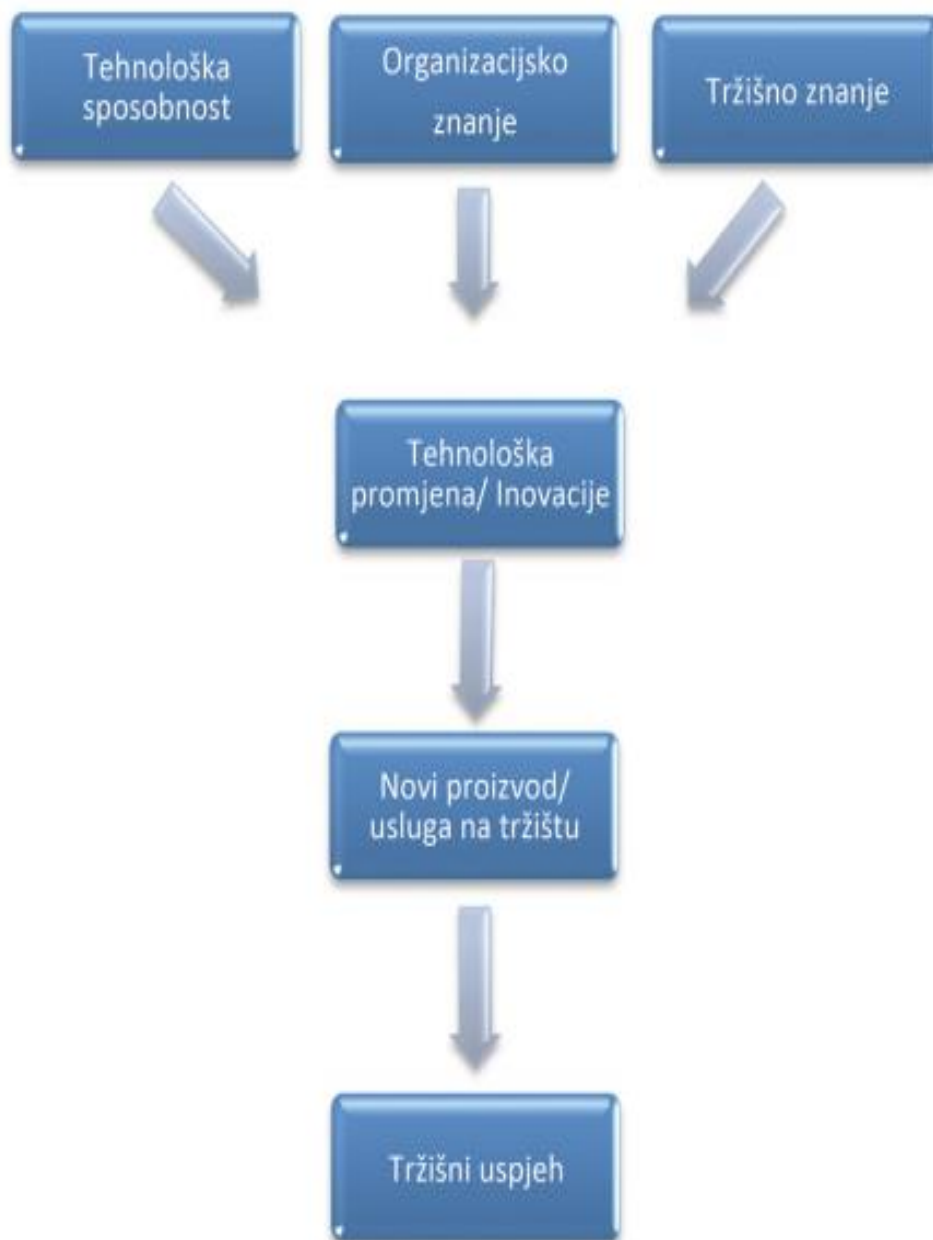 Tehnološka
sposobnost
Organizacijsko
znanje
Tržišno znanje
Tehnološka
promjena/ Inovacije
Novi proizvod/
usluga na tržištu
Tržišni uspjeh